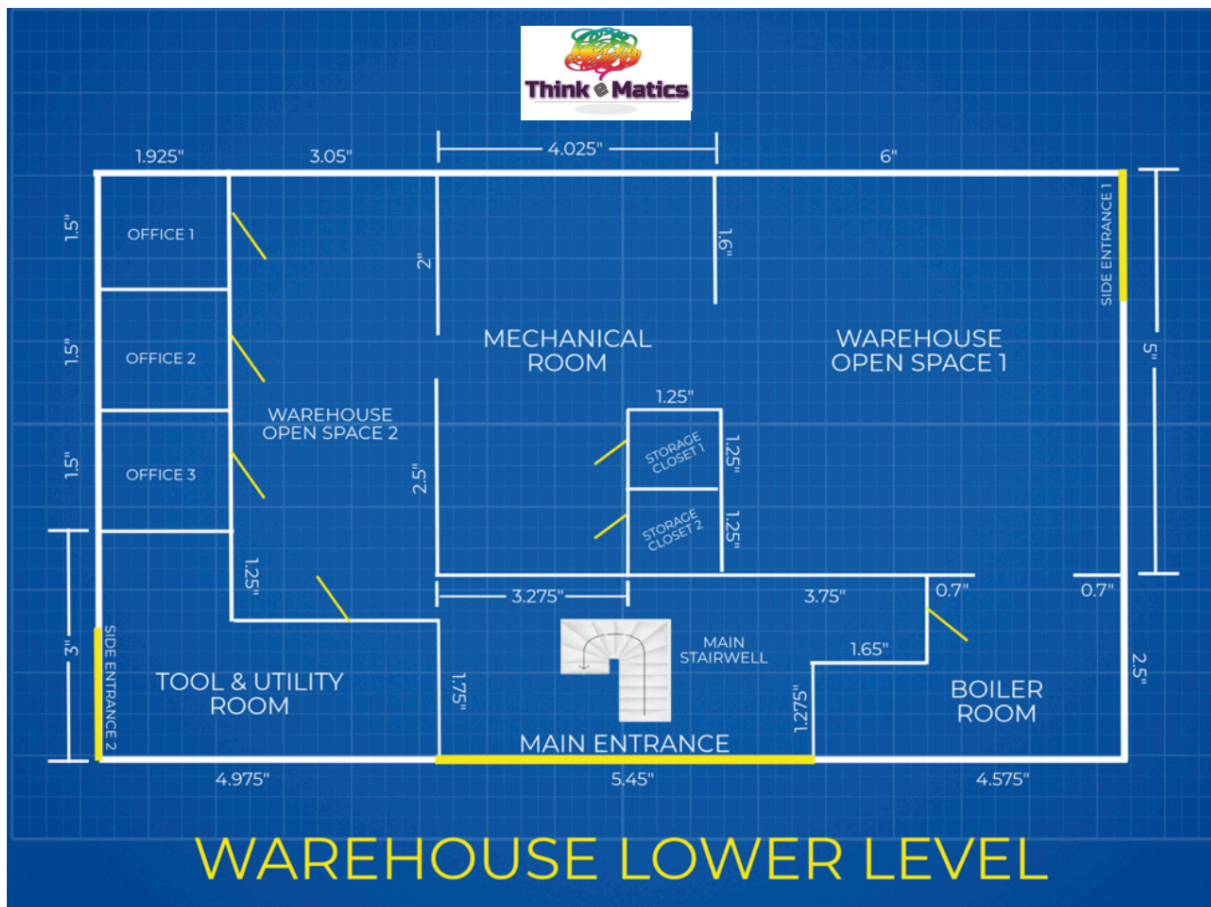 Think Matics
1.925"
3.05"
4.025"
6"
1.5"
OFFICE 1
2"
1.6"
SIDE ENTRANCE 1
MECHANICAL
ROOM
WAREHOUSE
OPEN SPACE 1
5"
1.5"
OFFICE 2
WAREHOUSE
OPEN SPACE 2
1.25"
STORAGE
CLOSET 1
1.25"
1.5"
OFFICE 3
2.5"
STORAGE
CLOSET 2
1.25"
1.25"
3.275"
3.75"
0.7"
0.7"
3"
SIDE ENTRANCE 2
TOOL & UTILITY
ROOM
1.75"
MAIN
STAIRWELL
1.65"
1.275"
BOILER
ROOM
2.5"
MAIN ENTRANCE
4.975"
5.45"
4.575"
WAREHOUSE LOWER LEVEL